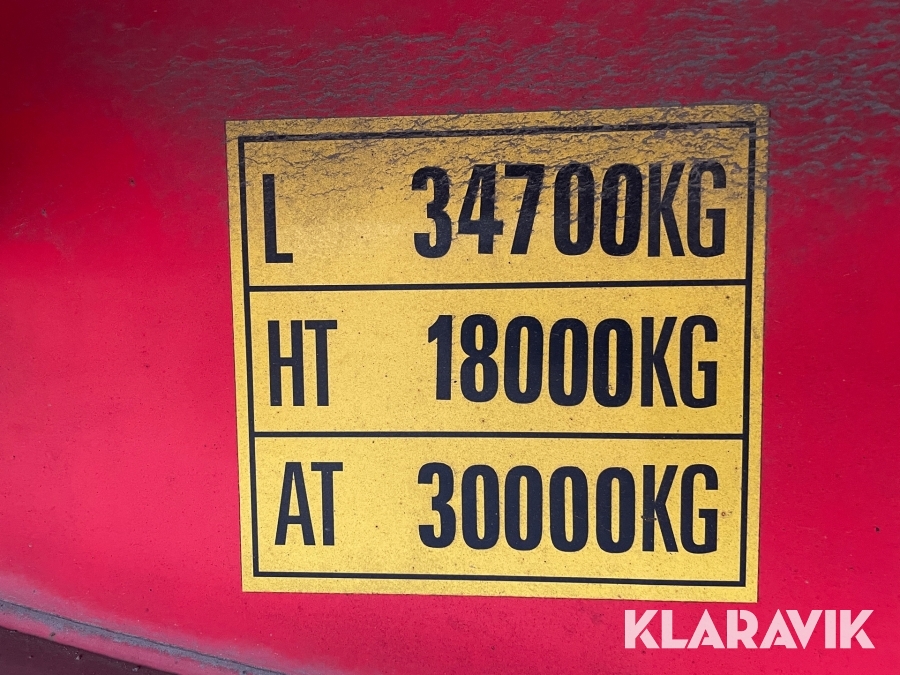 L 34700KG
HT 18000KG
AT 30000KG
KLARAVIK